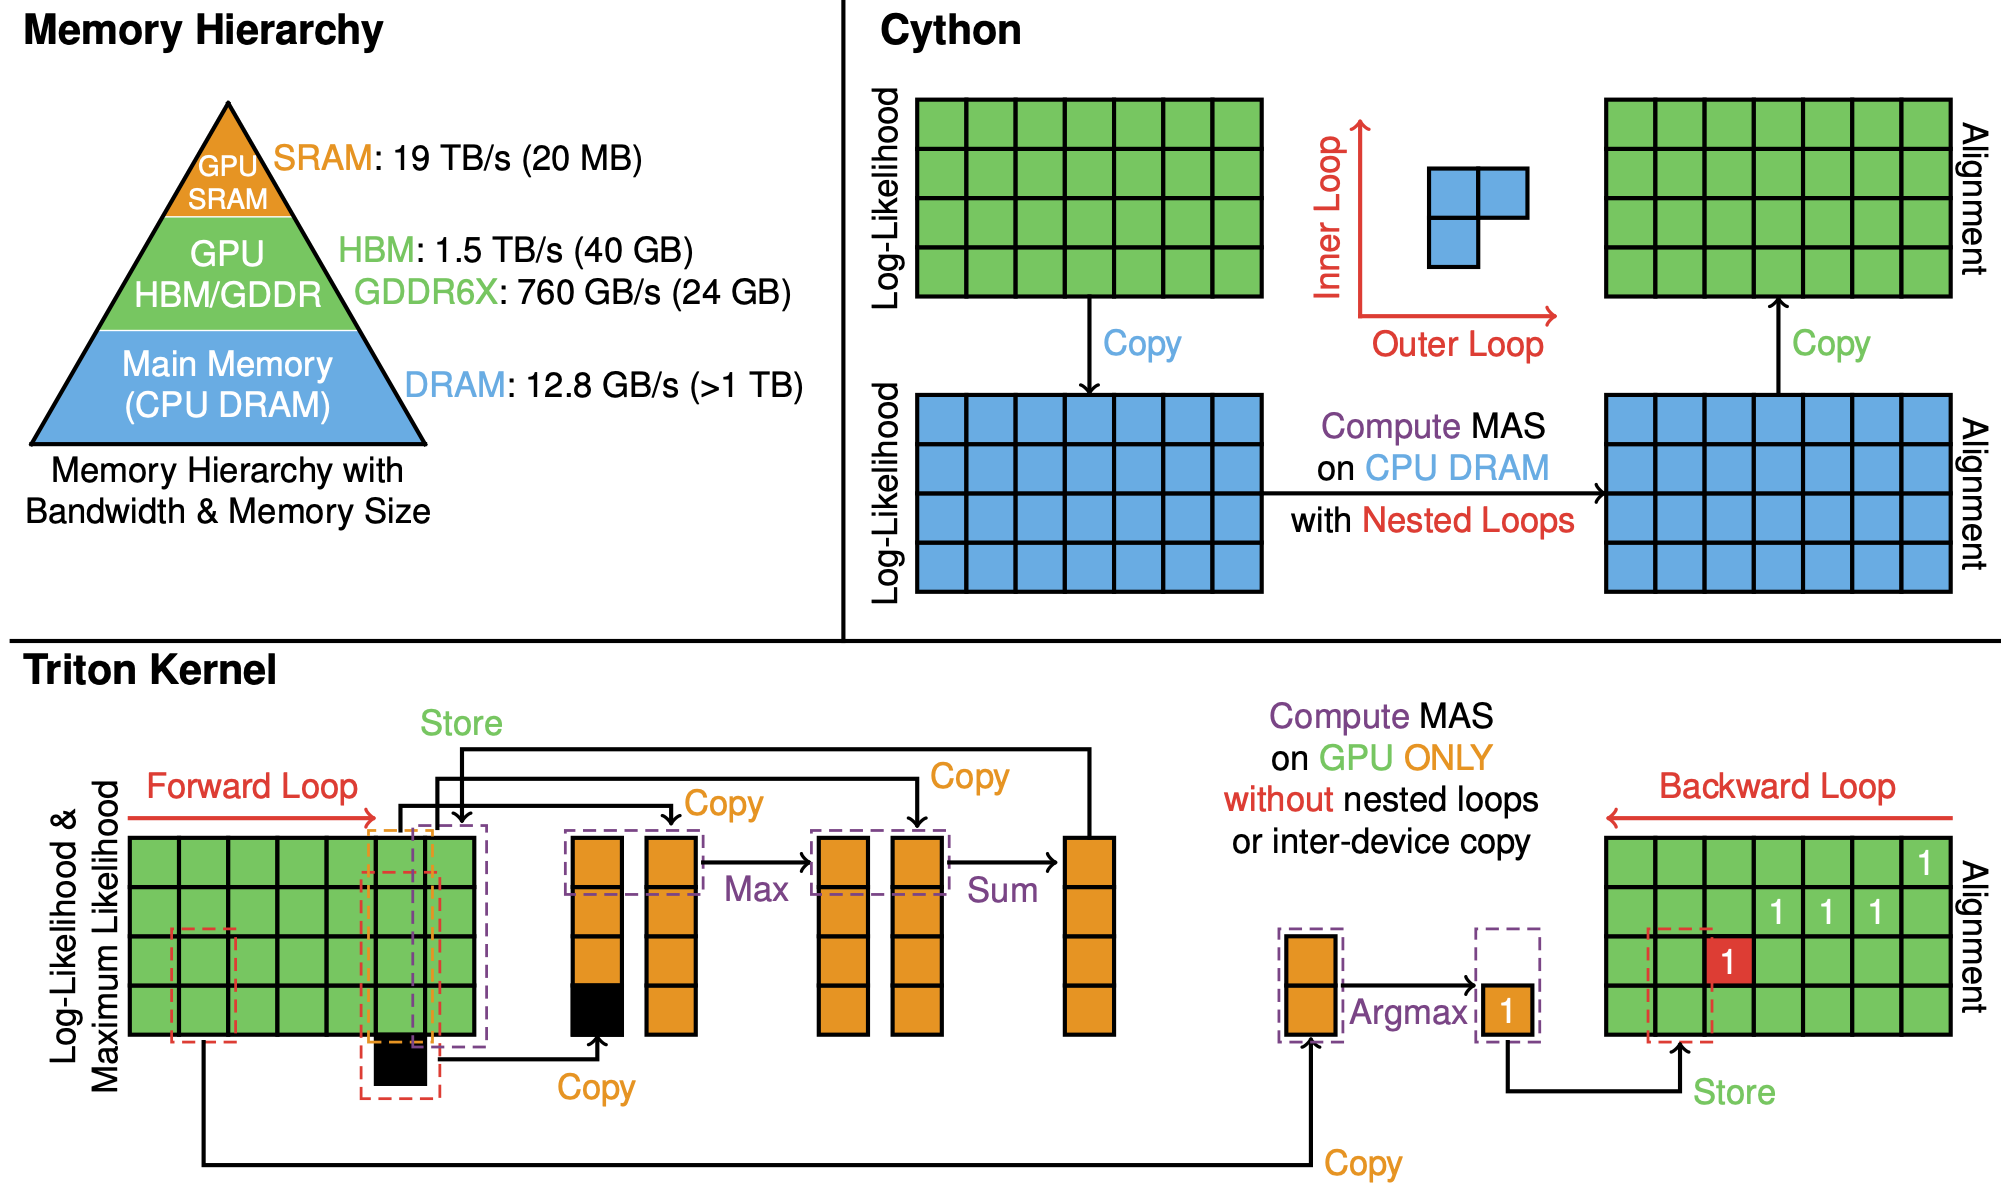 Memory Hierarchy
GPU
SRAM
SRAM: 19 TB/s (20 MB)
GPU
HBM/GDDR
HBM: 1.5 TB/s (40 GB)
GDDR6X: 760 GB/s (24 GB)
Main Memory
(CPU DRAM)
DRAM: 12.8 GB/s (>1 TB)
Memory Hierarchy with
Bandwidth & Memory Size
Cython
Log-Likelihood
Inner Loop
Outer Loop
Alignment
Copy
Copy
Log-Likelihood
Compute MAS
on CPU DRAM
with Nested Loops
Alignment
Triton Kernel
Log-Likelihood &
Maximum Likelihood
Forward Loop
Store
Copy
Copy
Max
Sum
Copy
Compute MAS
on GPU ONLY
without nested loops
or inter-device copy
Argmax
1
Copy
Backward Loop
1
1 1 1
1
Alignment
Store